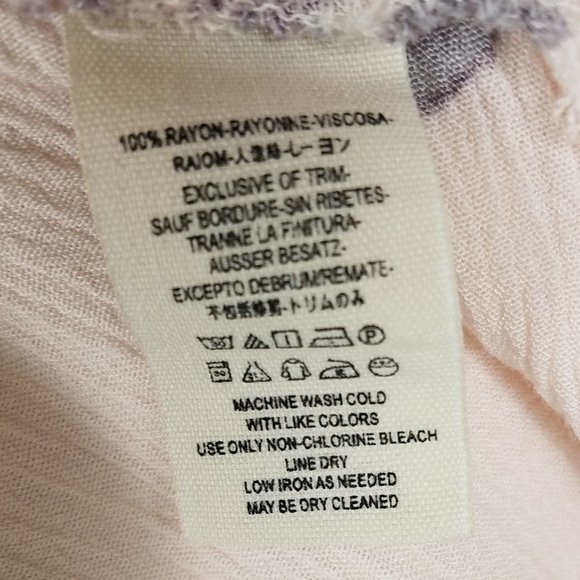 100% RAYON-RAYONNE-VISCOSA-
RAJOM-人造絲-レーヨン
EXCLUSIVE OF TRIM-
SAUF BORDURE-SIN RIBETES-
TRANNE LA FINITURA-
AUSSER BESATZ-
EXCEPTO DEBRUM/REMATE-
不包括修剪-トリムのみ
MACHINE WASH COLD
WITH LIKE COLORS
USE ONLY NON-CHLORINE BLEACH
LINE DRY
LOW IRON AS NEEDED
MAY BE DRY CLEANED